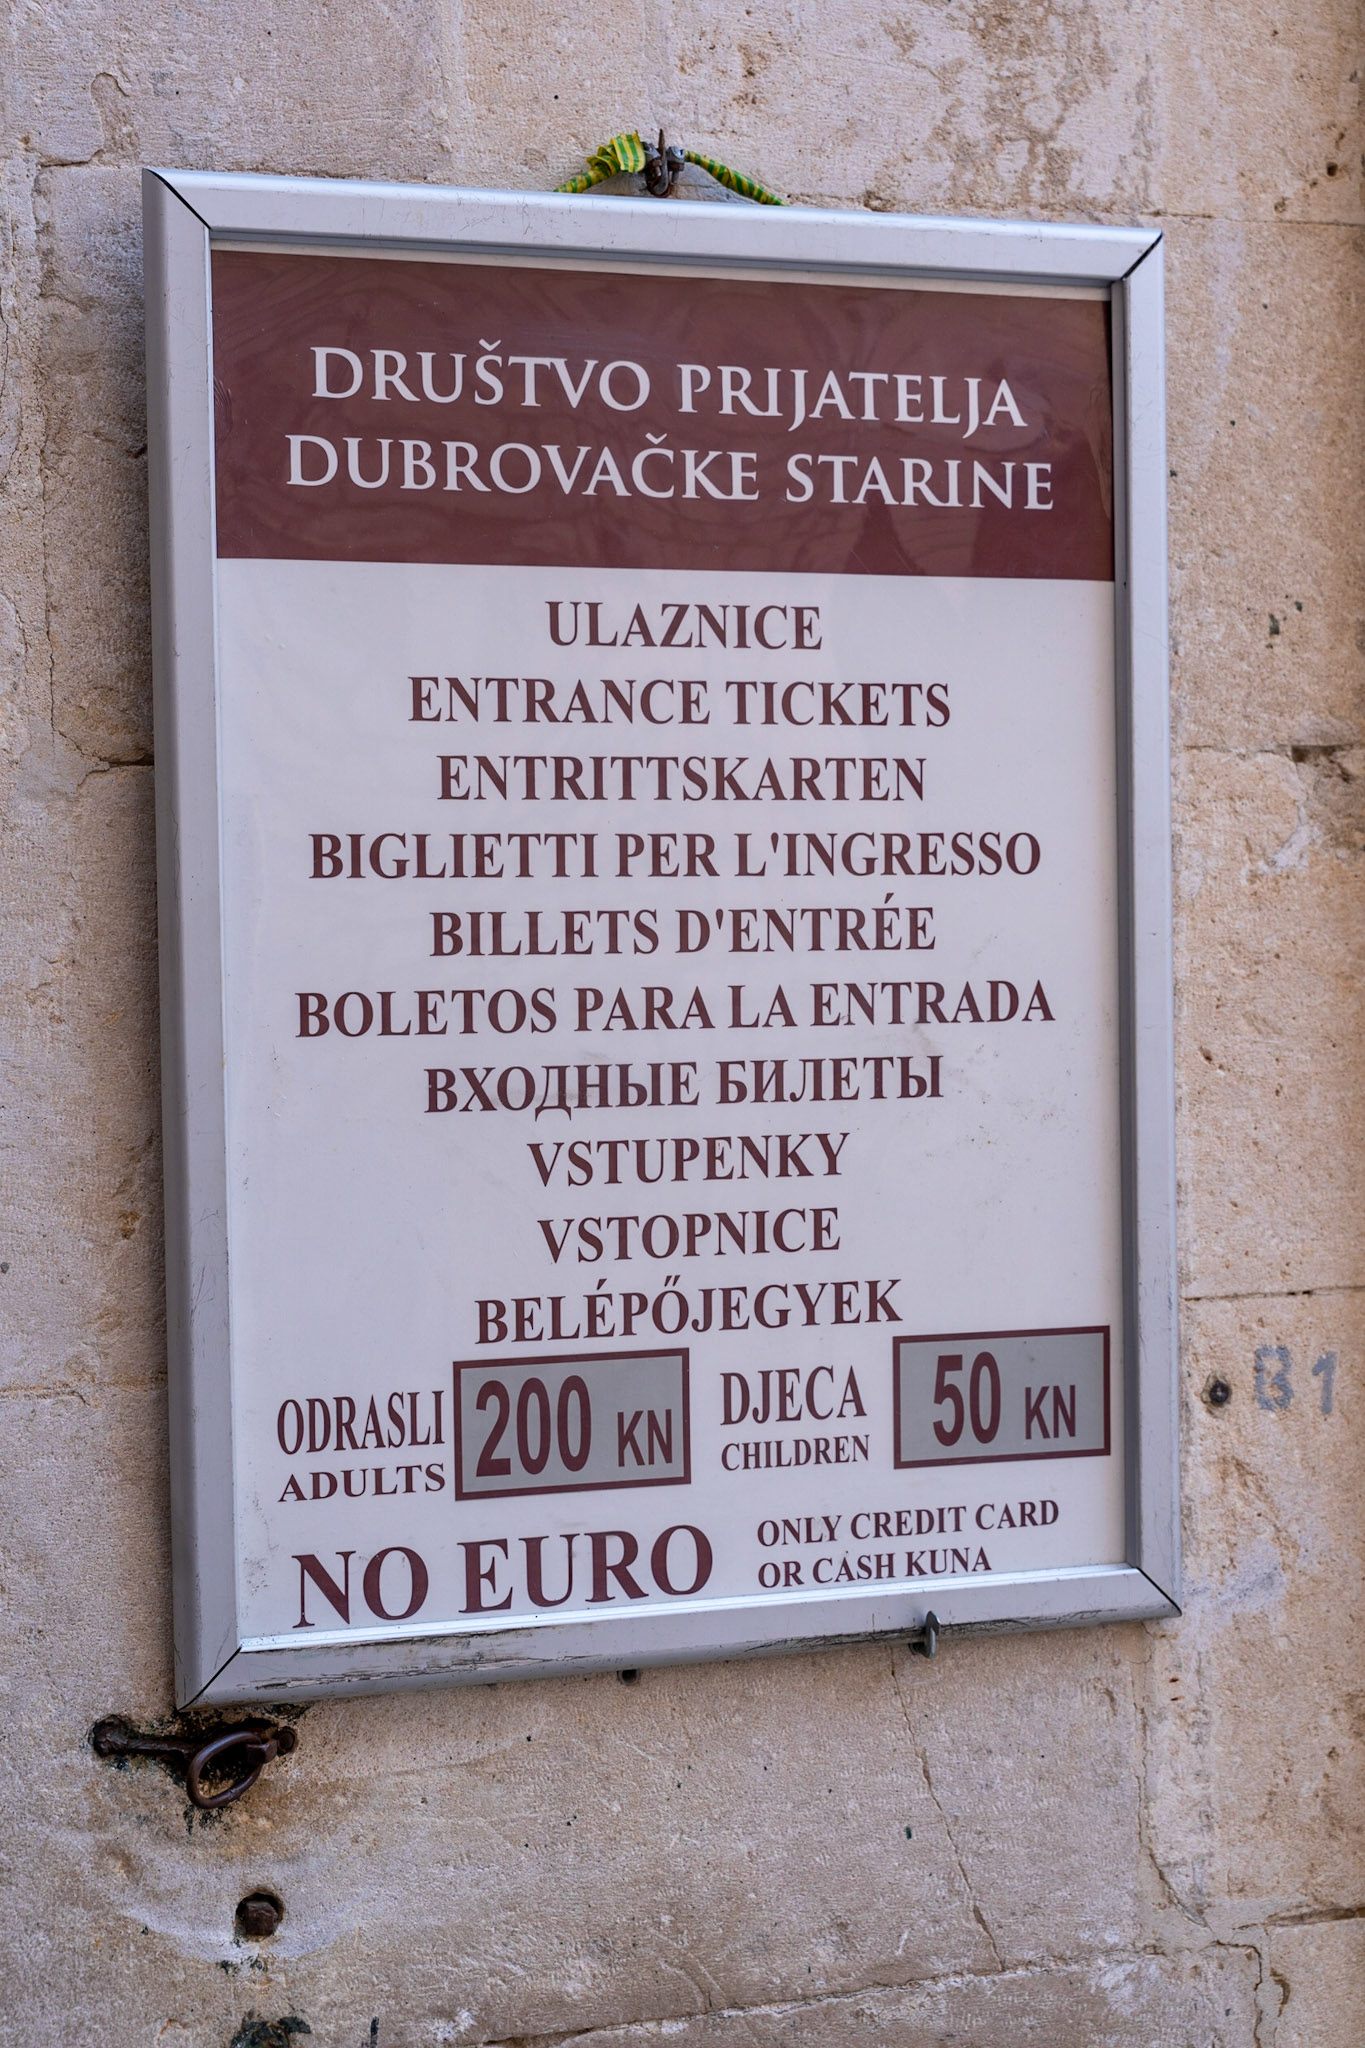 DRUŠTVO PRIJATELJA
DUBROVAČKE STARINE
ULAZNICE
ENTRANCE TICKETS
ENTRITTSKARTEN
BIGLIETTI PER L'INGRESSO
BILLETS D'ENTRÉE
BOLETOS PARA LA ENTRADA
ВХОДНЫЕ БИЛЕТЫ
VSTUPENKY
VSTOPNICE
BELÉPŐJEGYEK
ODRASLI
ADULTS
200 KN
DJECA
CHILDREN
50 KN
NO EURO
ONLY CREDIT CARD
OR CASH KUNA
B1